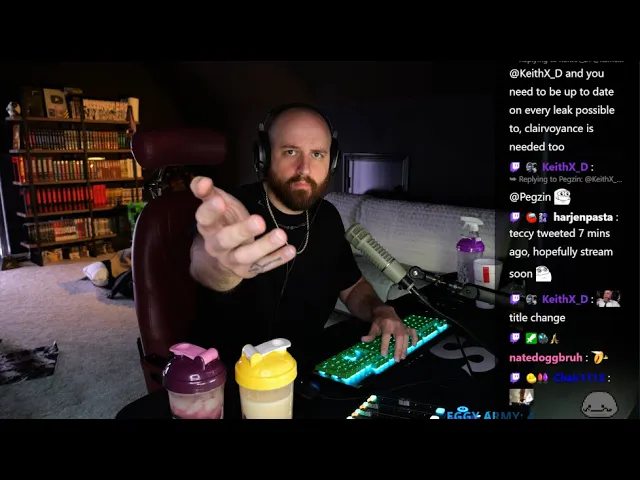 @KeithX_D and you
need to be up to date
on every leak possible
to, clairvoyance is
needed too
KeithX_D :
Replying to Pegzin: @KeithX_...
@Pegzin
harjenpasta :
teccy tweeted 7 mins
ago, hopefully stream
soon
KeithX_D :
title change
natedoggbruh :
EGGY ARMY: